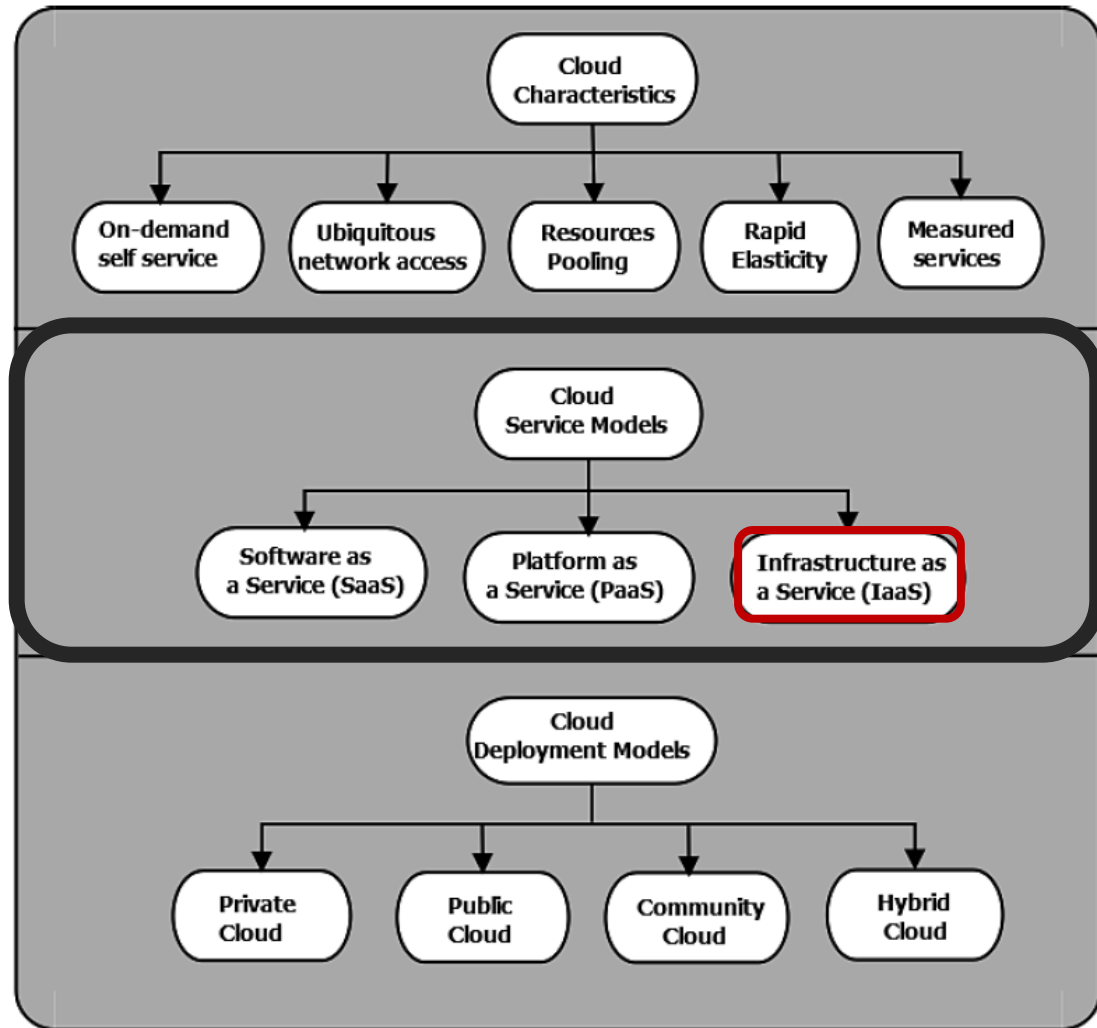 Cloud
Characteristics
On-demand
self service
Ubiquitous
network access
Resources
Pooling
Rapid
Elasticity
Measured
services
Cloud
Service Models
Software as
a Service (SaaS)
Platform as
a Service (PaaS)
Infrastructure as
a Service (IaaS)
Cloud
Deployment Models
Private
Cloud
Public
Cloud
Community
Cloud
Hybrid
Cloud